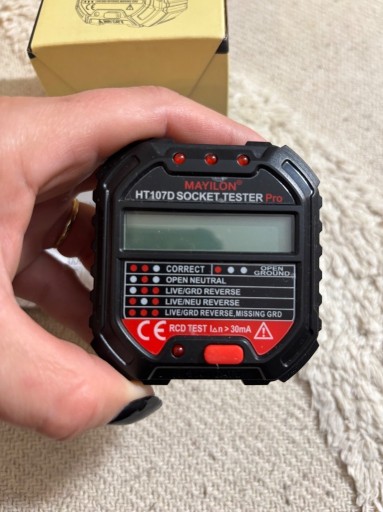 MAYILON®
HT107D SOCKET TESTER Pro
CORRECT OPEN GROUND
OPEN NEUTRAL
LIVE/GRD REVERSE
LIVE/NEU REVERSE
LIVE/GRD REVERSE,MISSING GRD
CE RCD TEST I△n > 30mA